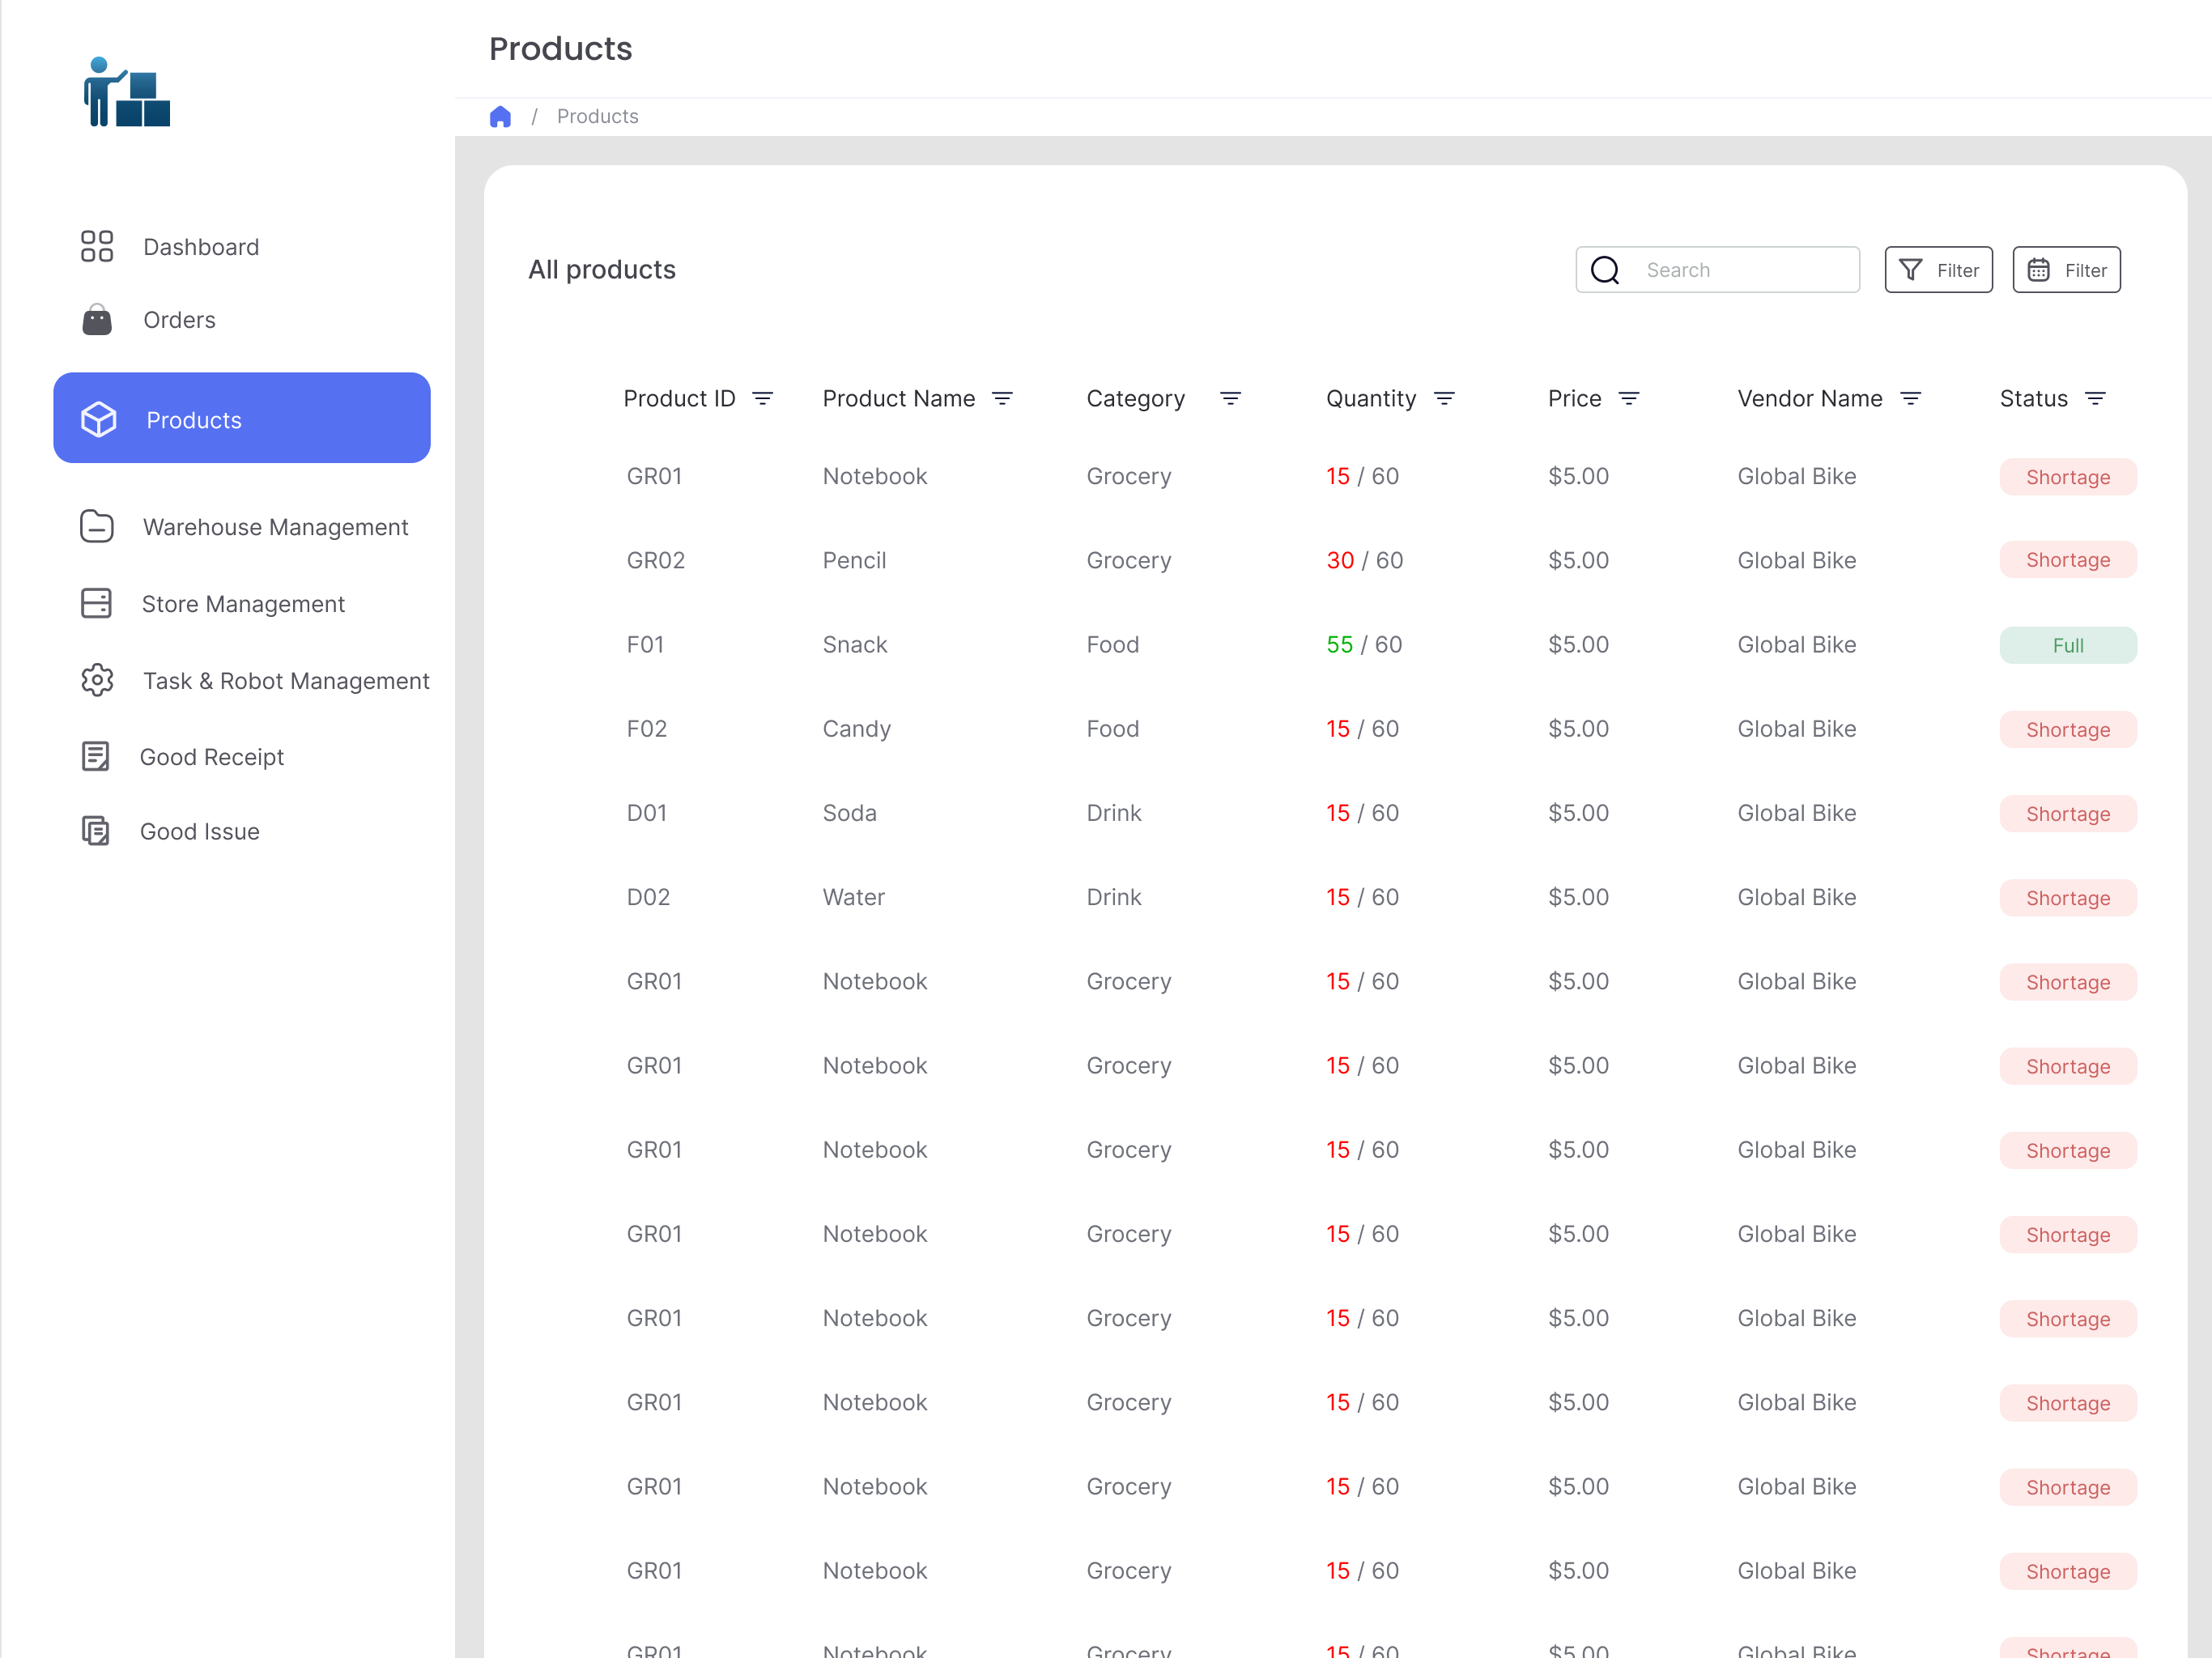 Products
/ Products
Dashboard
Orders
Products
Warehouse Management
Store Management
Task & Robot Management
Good Receipt
Good Issue
All products
Search
Filter
Filter
Product ID Product Name Category Quantity Price Vendor Name Status
GR01 Notebook Grocery 15 / 60 $5.00 Global Bike Shortage
GR02 Pencil Grocery 30 / 60 $5.00 Global Bike Shortage
F01 Snack Food 55 / 60 $5.00 Global Bike Full
F02 Candy Food 15 / 60 $5.00 Global Bike Shortage
D01 Soda Drink 15 / 60 $5.00 Global Bike Shortage
D02 Water Drink 15 / 60 $5.00 Global Bike Shortage
GR01 Notebook Grocery 15 / 60 $5.00 Global Bike Shortage
GR01 Notebook Grocery 15 / 60 $5.00 Global Bike Shortage
GR01 Notebook Grocery 15 / 60 $5.00 Global Bike Shortage
GR01 Notebook Grocery 15 / 60 $5.00 Global Bike Shortage
GR01 Notebook Grocery 15 / 60 $5.00 Global Bike Shortage
GR01 Notebook Grocery 15 / 60 $5.00 Global Bike Shortage
GR01 Notebook Grocery 15 / 60 $5.00 Global Bike Shortage
GR01 Notebook Grocery 15 / 60 $5.00 Global Bike Shortage
GR01 Notebook Grocery 15 / 60 $5.00 Global Bike Shortage